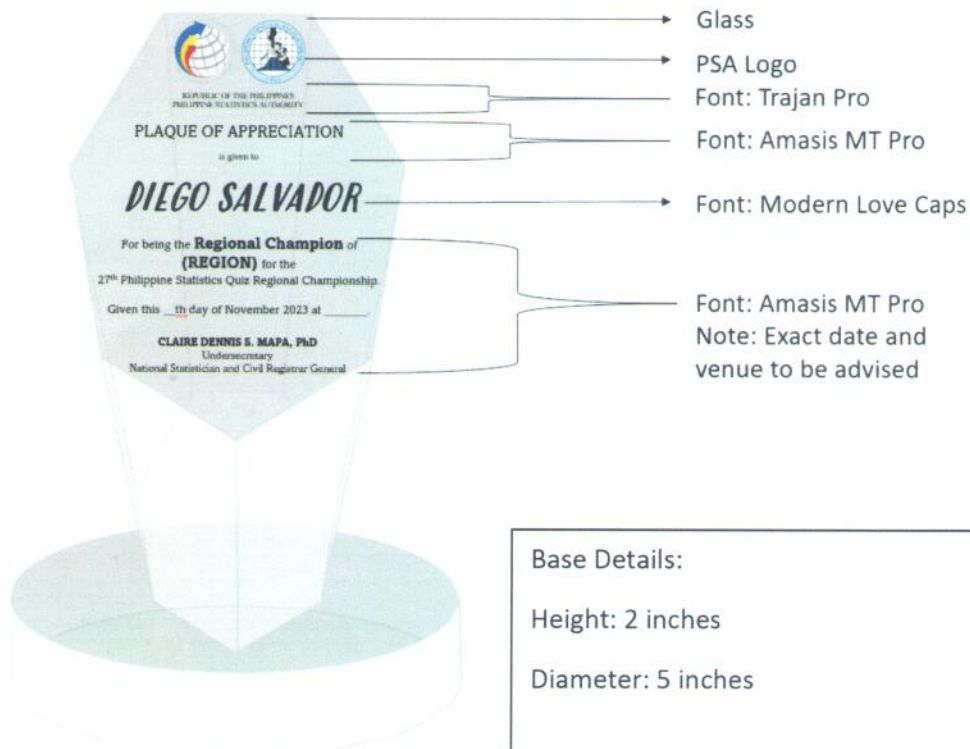 REPUBLIC OF THE PHILIPPINES
PHILIPPINE STATISTICS AUTHORITY
PLAQUE OF APPRECIATION
is given to
DIEGO SALVADOR
For being the Regional Champion of
(REGION) for the
27th Philippine Statistics Quiz Regional Championship.
Given this __th day of November 2023 at _______.
CLAIRE DENNIS S. MAPA, PhD
Undersecretary
National Statistician and Civil Registrar General
Glass
PSA Logo
Font: Trajan Pro
Font: Amasis MT Pro
Font: Modern Love Caps
Font: Amasis MT Pro
Note: Exact date and
venue to be advised
Base Details:
Height: 2 inches
Diameter: 5 inches